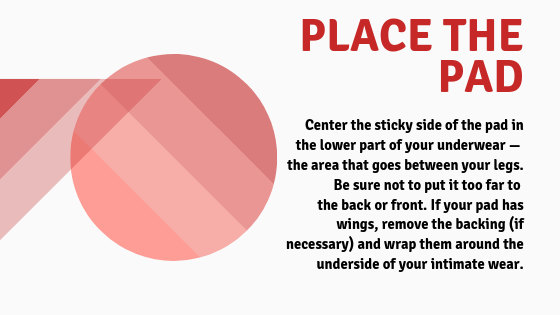 PLACE THE
PAD
Center the sticky side of the pad in
the lower part of your underwear —
the area that goes between your legs.
Be sure not to put it too far to
the back or front. If your pad has
wings, remove the backing (if
necessary) and wrap them around the
underside of your intimate wear.